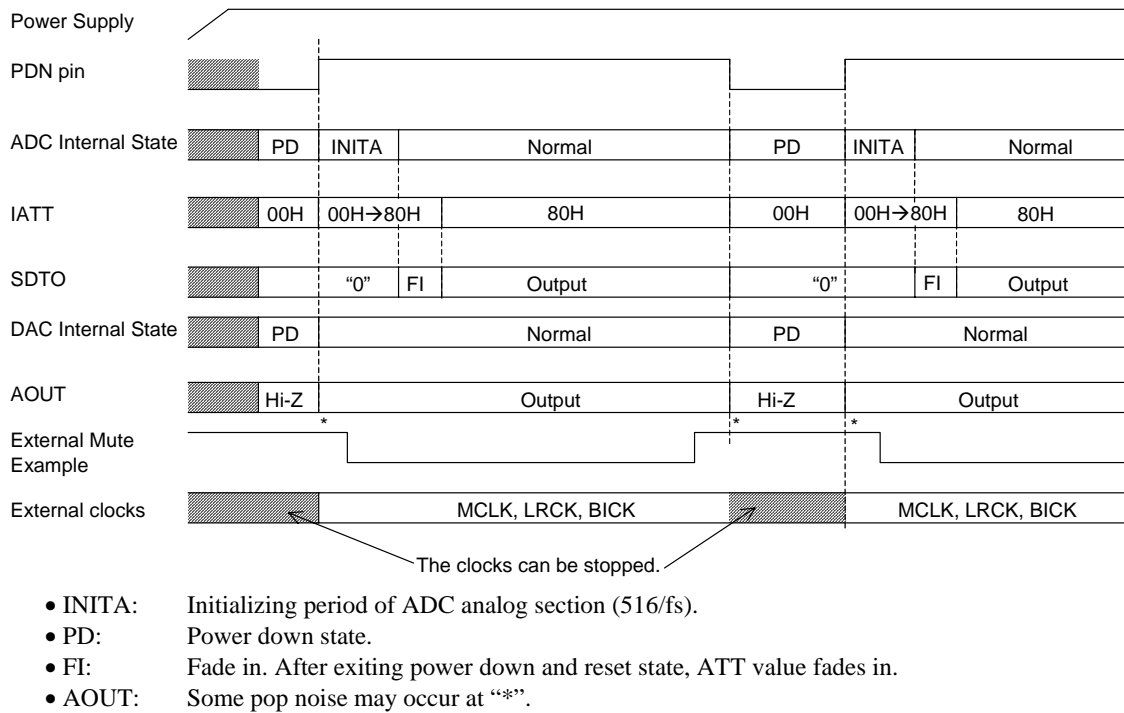 Power Supply
PDN pin
ADC Internal State PD INITA Normal PD INITA Normal
IATT 00H 00H→80H 80H 00H 00H→80H 80H
SDTO “0” FI Output “0” FI Output
DAC Internal State PD Normal PD Normal
AOUT Hi-Z Output Hi-Z Output
* * *
External Mute
Example
External clocks MCLK, LRCK, BICK MCLK, LRCK, BICK
The clocks can be stopped.
• INITA: Initializing period of ADC analog section (516/fs).
• PD: Power down state.
• FI: Fade in. After exiting power down and reset state, ATT value fades in.
• AOUT: Some pop noise may occur at “*”.